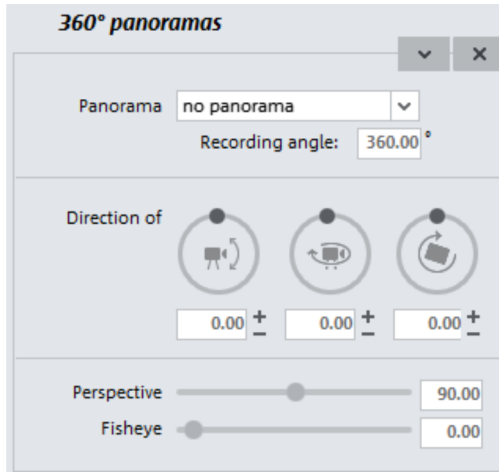 360° panoramas
Panorama no panorama
Recording angle: 360.00 °
Direction of
0.00 + − 0.00 + − 0.00 + −
Perspective 90.00
Fisheye 0.00